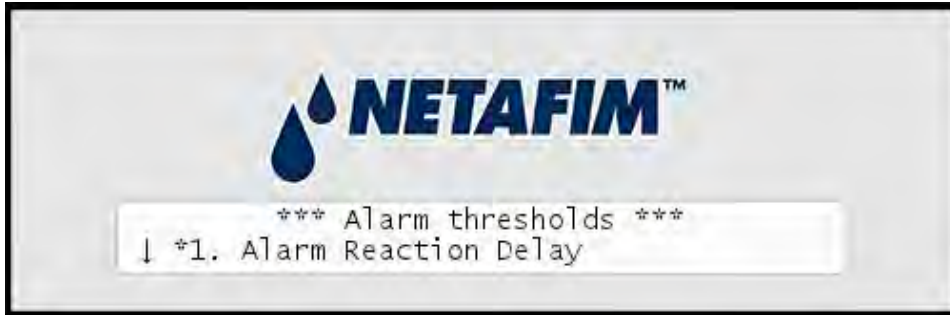 NETAFIM™
*** Alarm thresholds ***
↓ *1. Alarm Reaction Delay